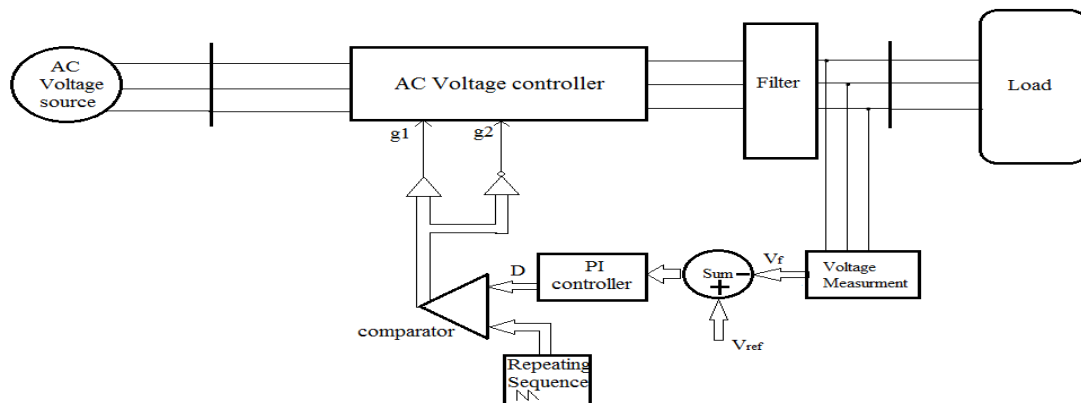 AC
Voltage
source
AC Voltage controller
Filter
Load
g1
g2
Voltage
Measurment
Vf
Sum
PI
controller
D
comparator
Vref
Repeating
Sequence